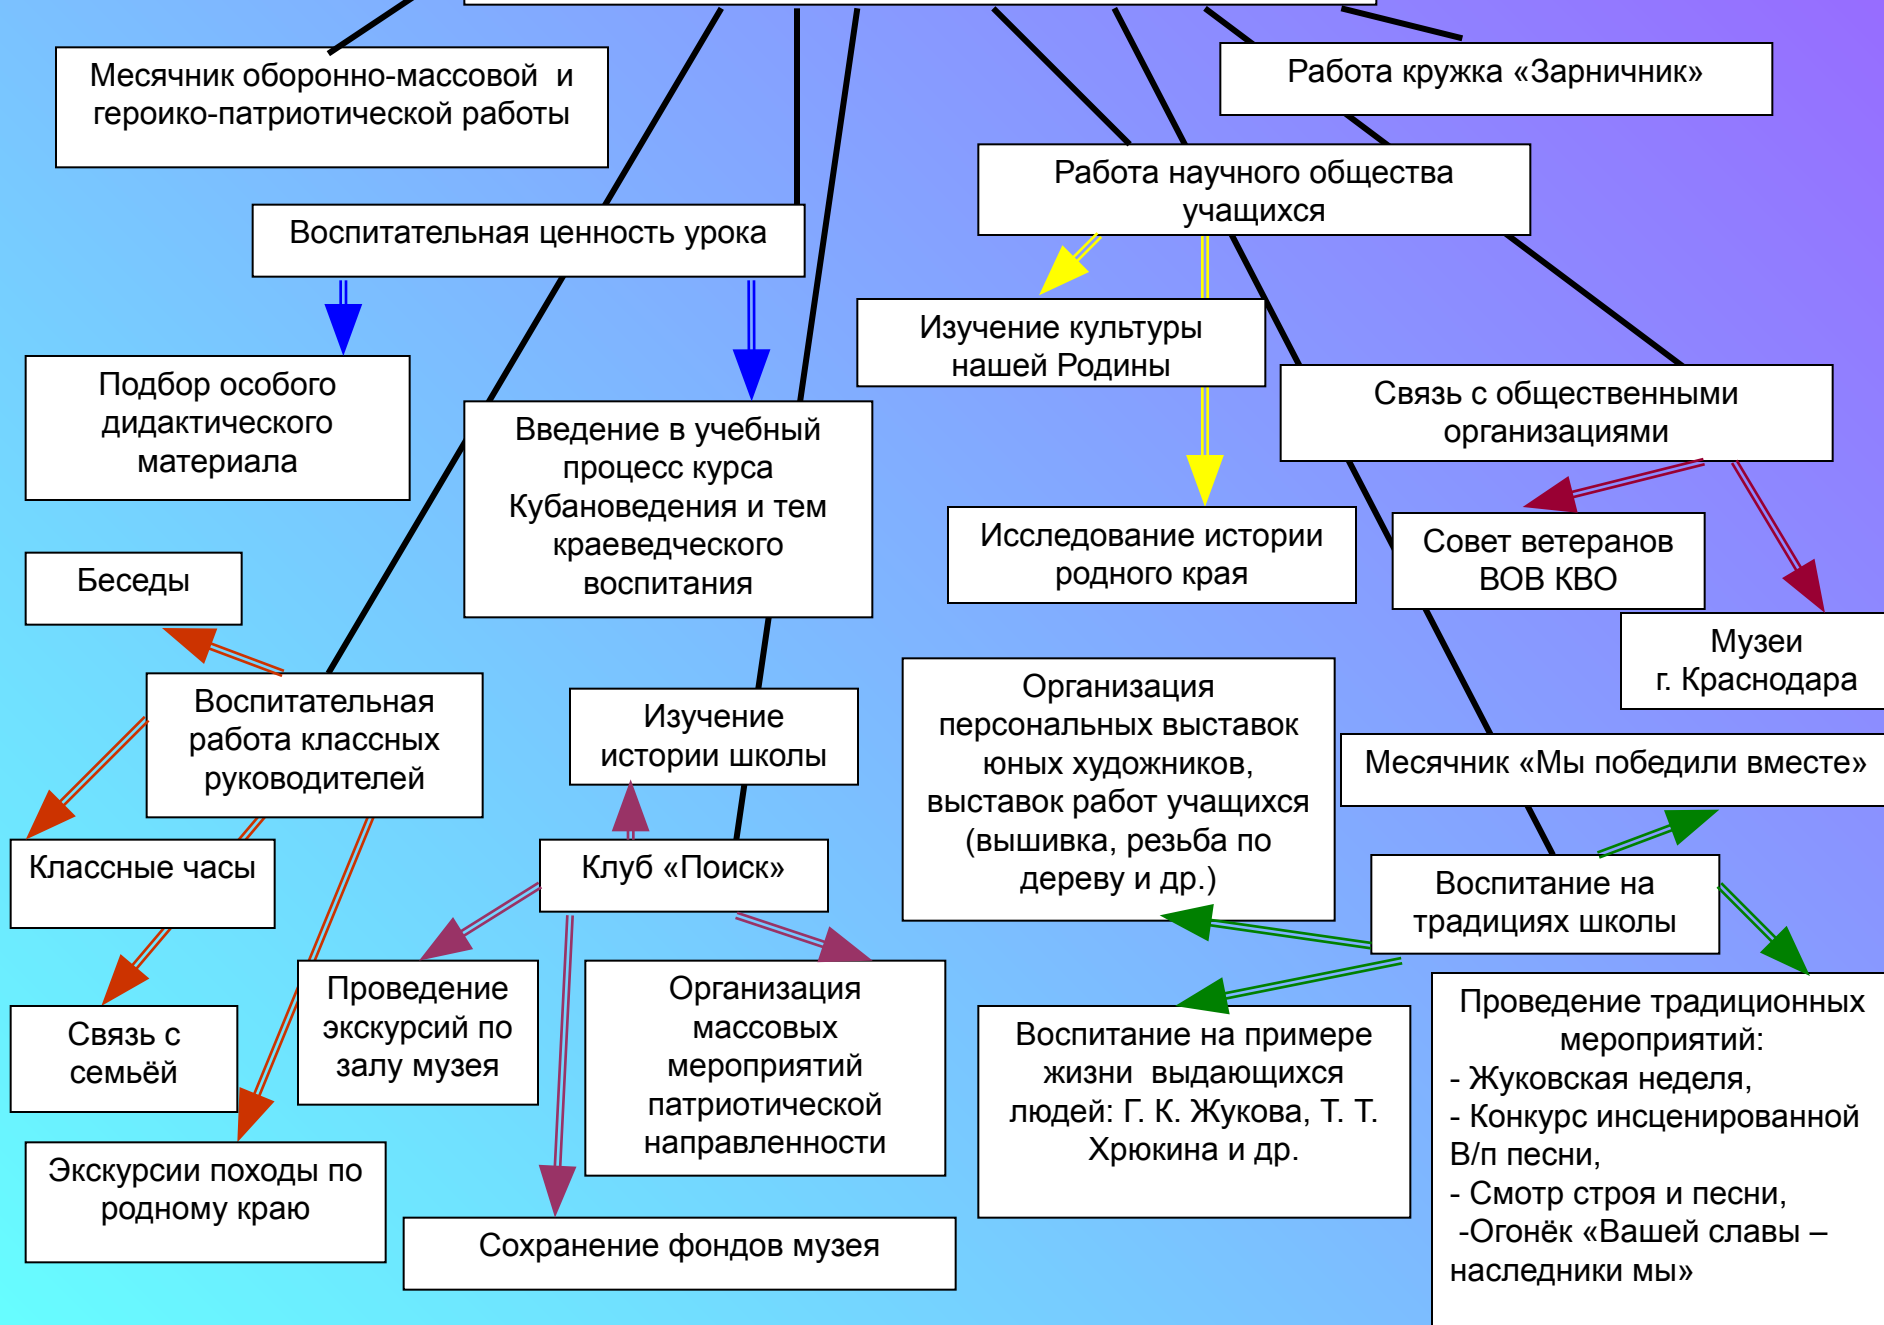 Месячник оборонно-массовой и
героико-патриотической работы
Работа кружка «Зарничник»
Работа научного общества
учащихся
Воспитательная ценность урока
Изучение культуры
нашей Родины
Подбор особого
дидактического
материала
Введение в учебный
процесс курса
Кубановедения и тем
краеведческого
воспитания
Связь с общественными
организациями
Исследование истории
родного края
Совет ветеранов
ВОВ КВО
Беседы
Музеи
г. Краснодара
Воспитательная
работа классных
руководителей
Изучение
истории школы
Организация
персональных выставок
юных художников,
выставок работ учащихся
(вышивка, резьба по
дереву и др.)
Месячник «Мы победили вместе»
Классные часы
Клуб «Поиск»
Воспитание на
традициях школы
Связь с
семьёй
Проведение
экскурсий по
залу музея
Организация
массовых
мероприятий
патриотической
направленности
Воспитание на примере
жизни выдающихся
людей: Г. К. Жукова, Т. Т.
Хрюкина и др.
Проведение традиционных
мероприятий:
- Жуковская неделя,
- Конкурс инсценированной
В/п песни,
- Смотр строя и песни,
-Огонёк «Вашей славы –
наследники мы»
Экскурсии походы по
родному краю
Сохранение фондов музея